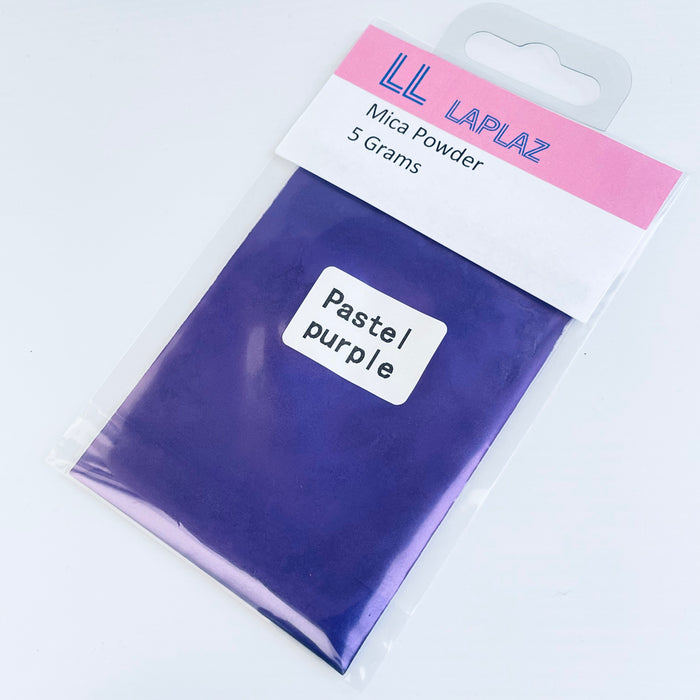 LL LAPLAZ
Mica Powder
5 Grams
Pastel
purple